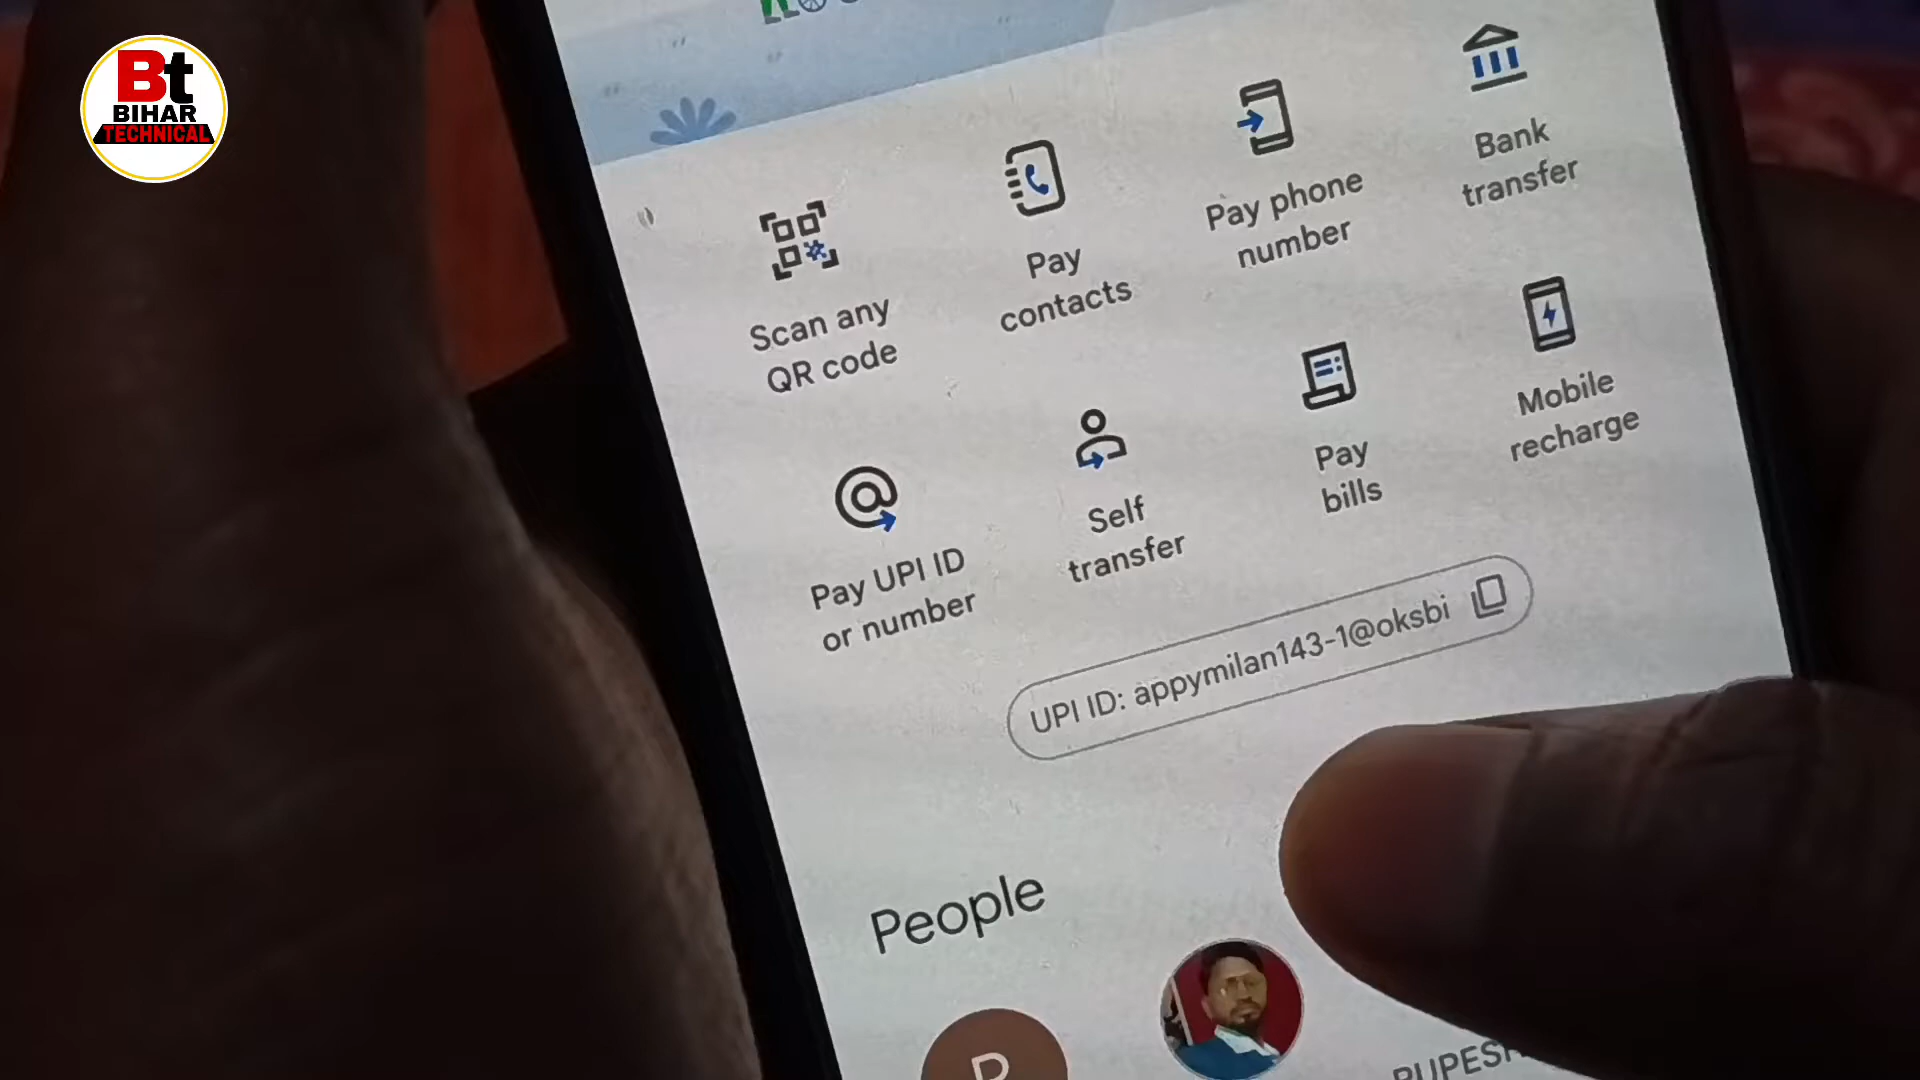 Bt
BIHAR
TECHNICAL
Scan any
QR code
Pay
contacts
Pay phone
number
Bank
transfer
Pay UPI ID
or number
Self
transfer
Pay
bills
Mobile
recharge
UPI ID: appymilan143-1@oksbi
People